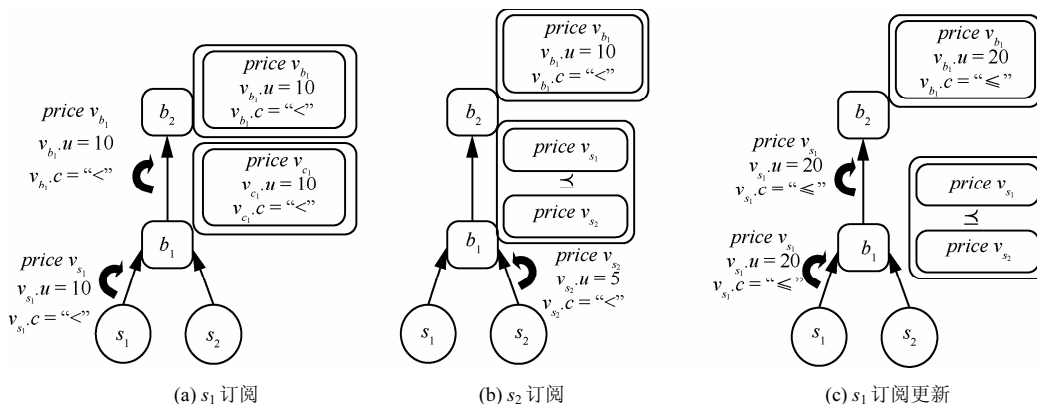 price v_{b_1}
v_{b_1}.u = 10
v_{b_1}.c = “<”
b_2
price v_{b_1}
v_{b_1}.u = 10
v_{b_1}.c = “<”
price v_{c_1}
v_{c_1}.u = 10
v_{c_1}.c = “<”
b_1
price v_{s_1}
v_{s_1}.u = 10
v_{s_1}.c = “<”
s_1
s_2
(a) s_1 订阅
price v_{b_1}
v_{b_1}.u = 10
v_{b_1}.c = “<”
b_2
price v_{s_1}
⪯
price v_{s_2}
b_1
price v_{s_2}
v_{s_2}.u = 5
v_{s_2}.c = “<”
s_1
s_2
(b) s_2 订阅
price v_{b_1}
v_{b_1}.u = 20
v_{b_1}.c = “≤”
b_2
price v_{s_1}
v_{s_1}.u = 20
v_{s_1}.c = “≤”
price v_{s_1}
⪯
price v_{s_2}
b_1
price v_{s_1}
v_{s_1}.u = 20
v_{s_1}.c = “≤”
s_1
s_2
(c) s_1 订阅更新